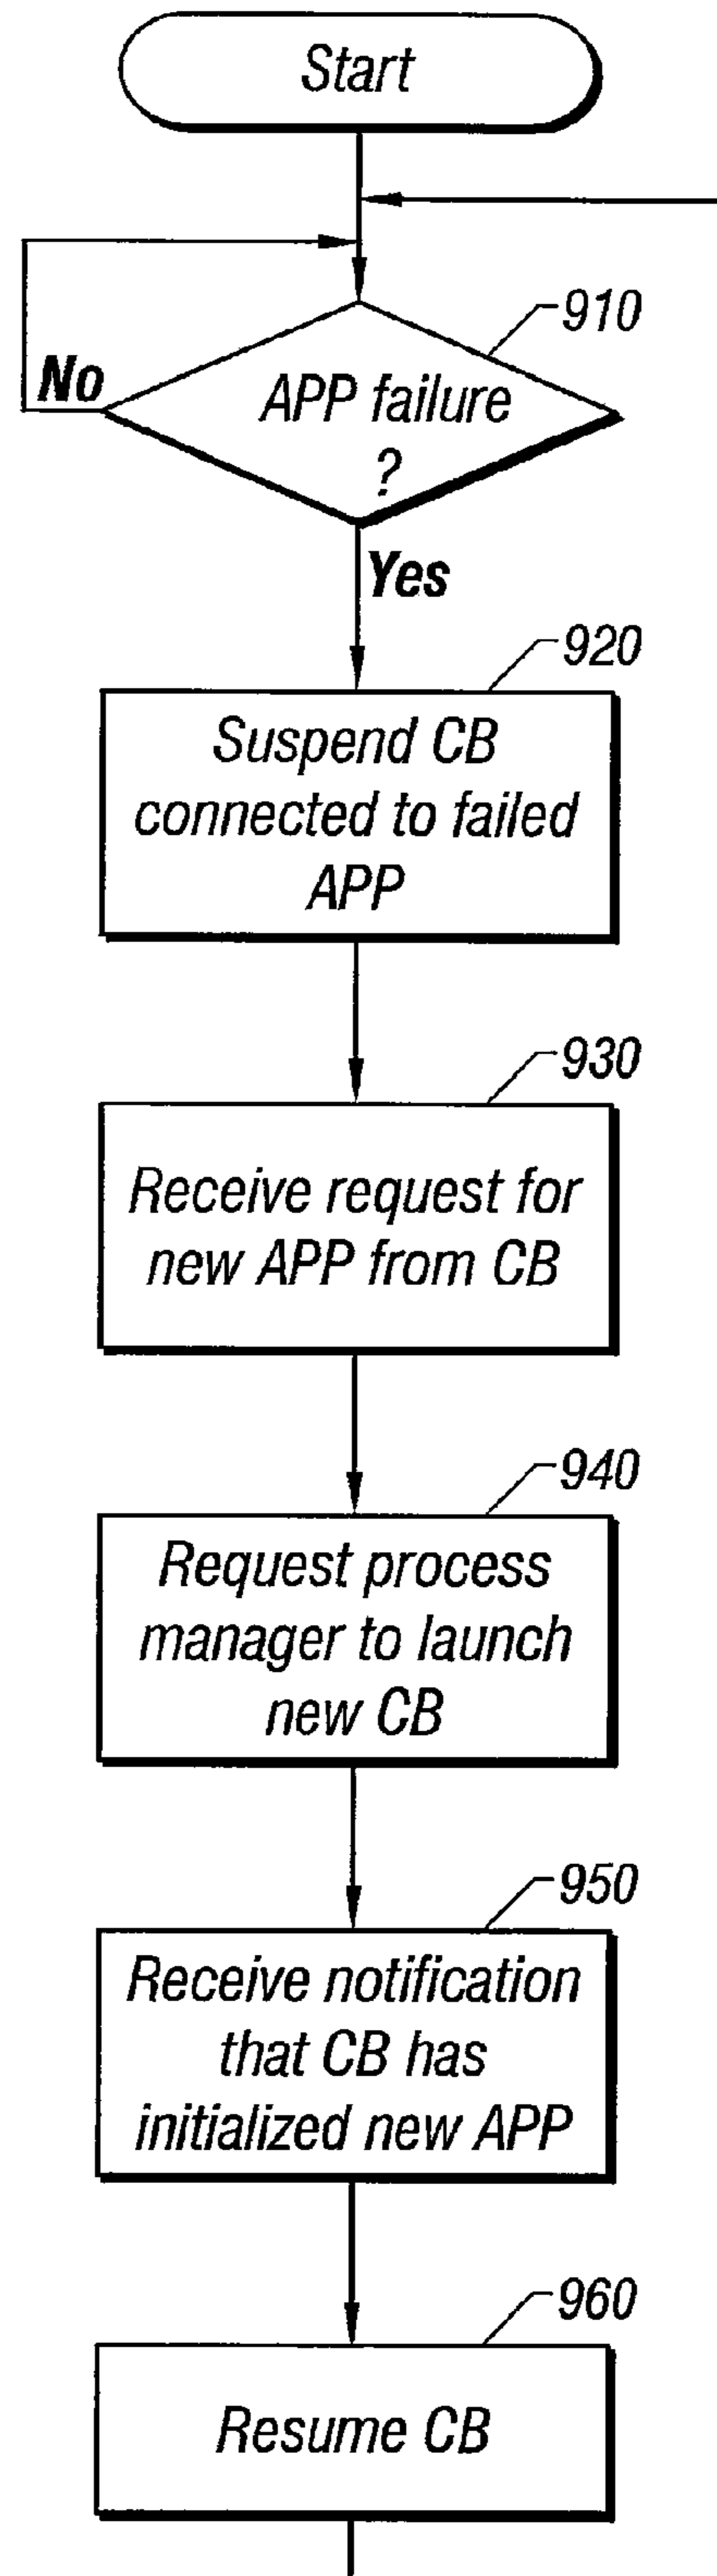 Start
910
No
APP failure
?
Yes
920
Suspend CB
connected to failed
APP
930
Receive request for
new APP from CB
940
Request process
manager to launch
new CB
950
Receive notification
that CB has
initialized new APP
960
Resume CB